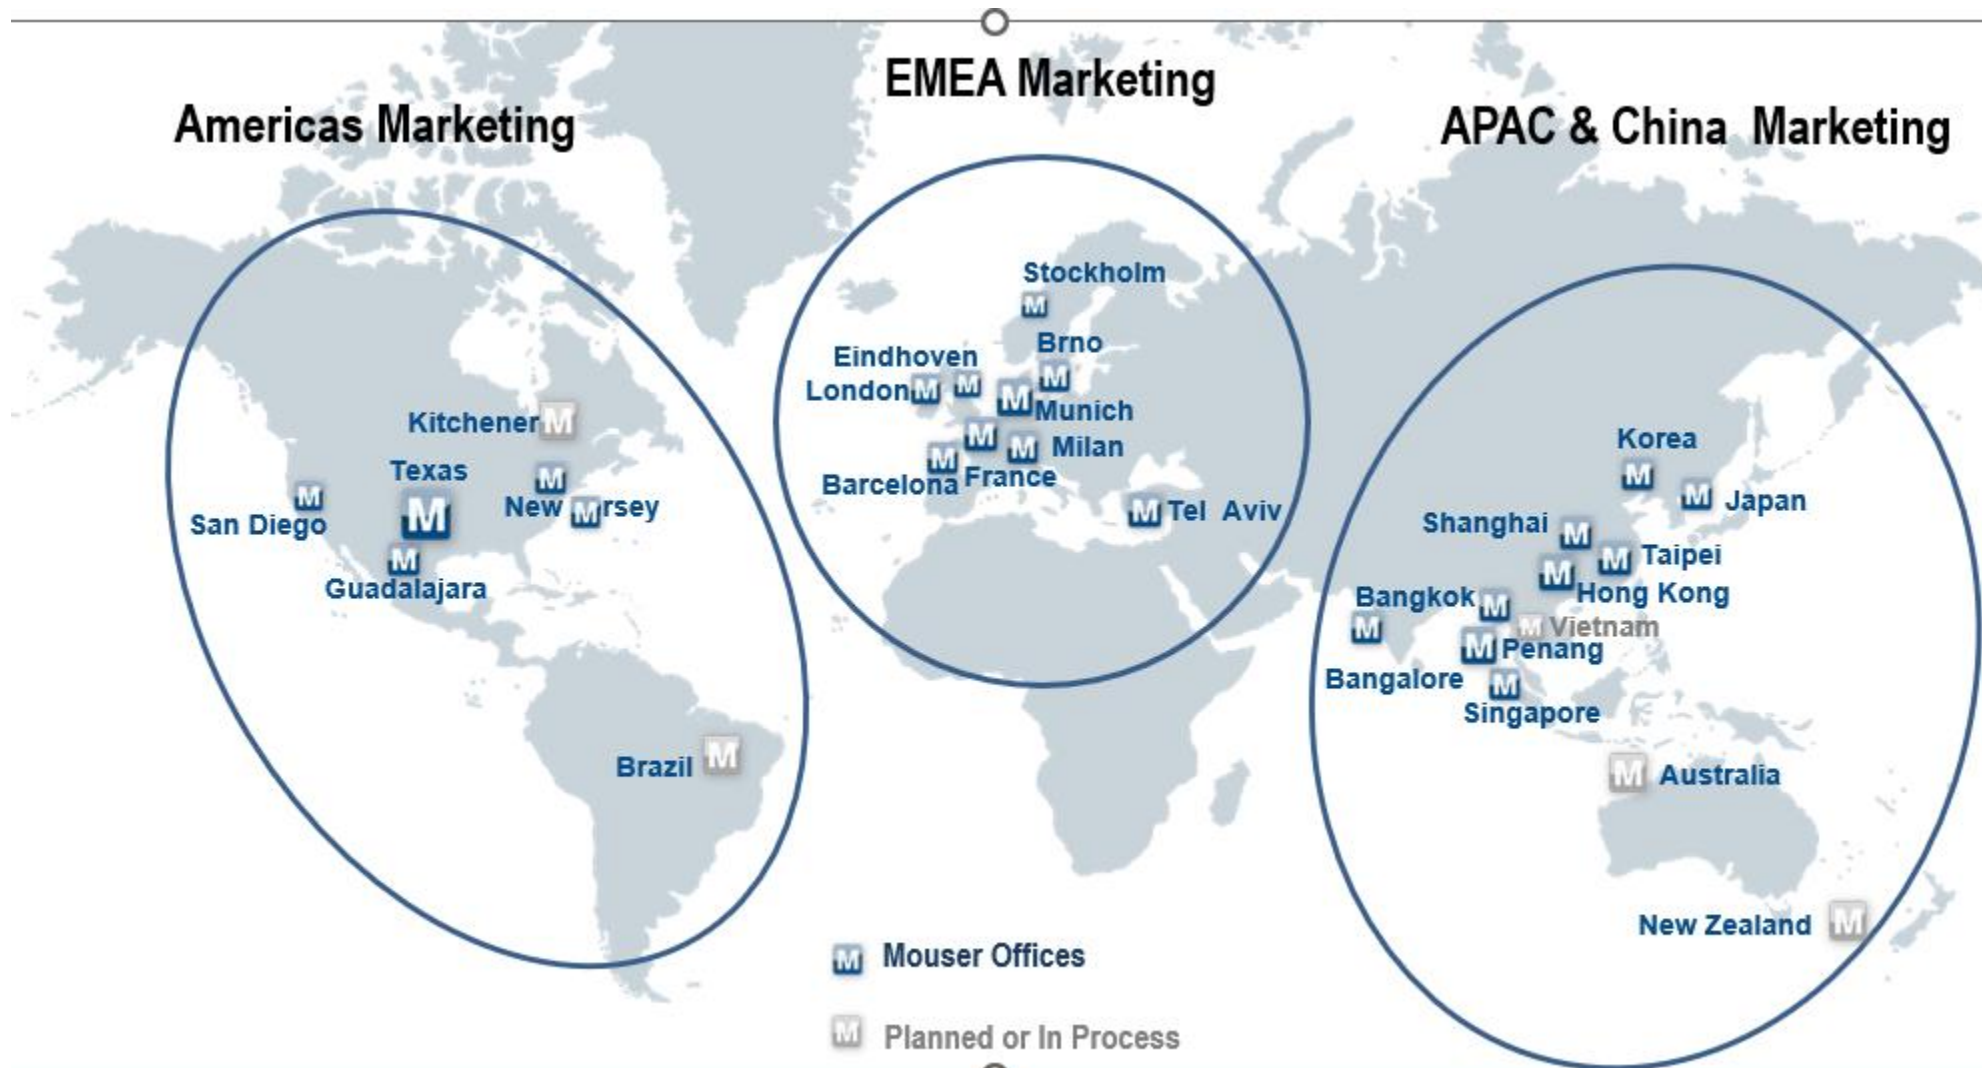 EMEA Marketing
Americas Marketing
APAC & China Marketing
Stockholm
Brno
Eindhoven
London
Munich
Milan
Barcelona
France
Tel Aviv
Kitchener
Texas
San Diego
New rsey
Guadalajara
Brazil
Korea
Japan
Shanghai
Taipei
Hong Kong
Bangkok
Vietnam
Penang
Bangalore
Singapore
Australia
New Zealand
Mouser Offices
Planned or In Process